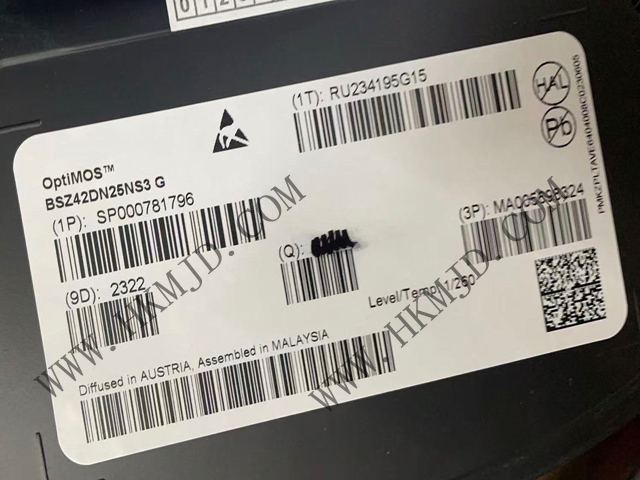 (1T): RU234195G15
HAL
Pb
OptiMOS™
BSZ42DN25NS3 G
(1P): SP000781796
(9D): 2322
(Q):
(3P):
Level/Temp: 1/260
Diffused in AUSTRIA, Assembled in MALAYSIA
WWW.HKMJD.COM
WWW.HKMJD.COM